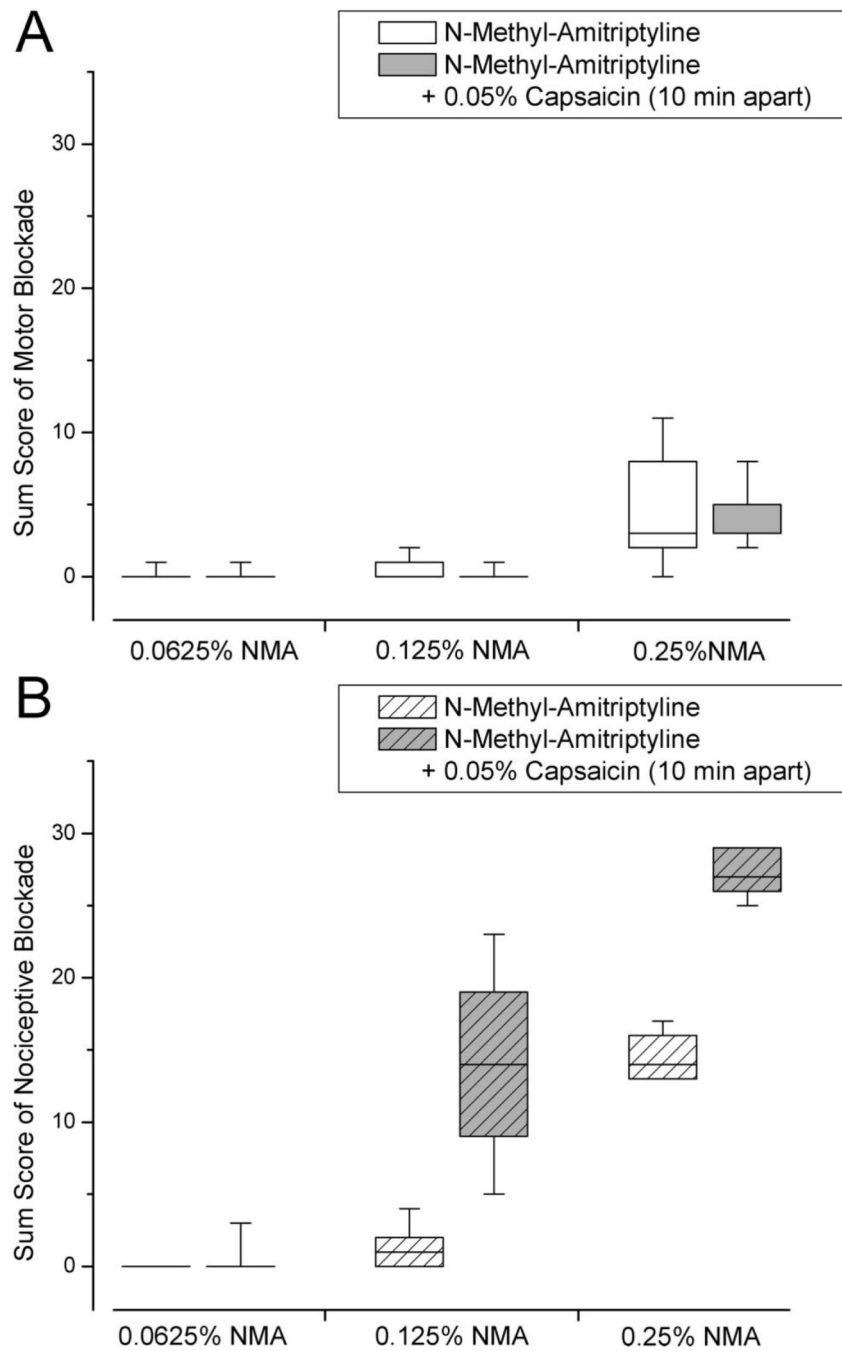 A
N-Methyl-Amitriptyline
N-Methyl-Amitriptyline
+ 0.05% Capsaicin (10 min apart)
Sum Score of Motor Blockade
30
20
10
0
0.0625% NMA
0.125% NMA
0.25%NMA
B
N-Methyl-Amitriptyline
N-Methyl-Amitriptyline
+ 0.05% Capsaicin (10 min apart)
Sum Score of Nociceptive Blockade
30
20
10
0
0.0625% NMA
0.125% NMA
0.25% NMA